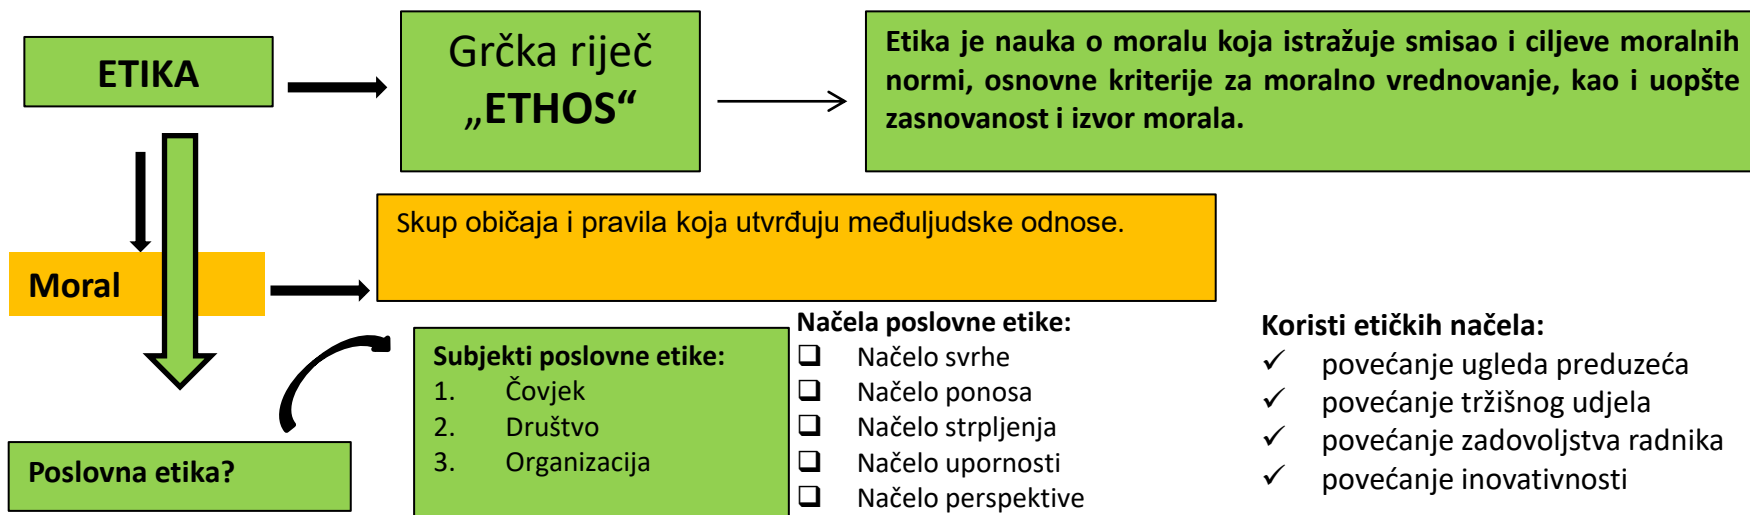 ETIKA
Grčka riječ
„ETHOS“
Etika je nauka o moralu koja istražuje smisao i ciljeve moralnih
normi, osnovne kriterije za moralno vrednovanje, kao i uopšte
zasnovanost i izvor morala.
Moral
Skup običaja i pravila koja utvrđuju međuljudske odnose.
Poslovna etika?
Subjekti poslovne etike:
1. Čovjek
2. Društvo
3. Organizacija
Načela poslovne etike:
❑ Načelo svrhe
❑ Načelo ponosa
❑ Načelo strpljenja
❑ Načelo upornosti
❑ Načelo perspektive
Koristi etičkih načela:
✓ povećanje ugleda preduzeća
✓ povećanje tržišnog udjela
✓ povećanje zadovoljstva radnika
✓ povećanje inovativnosti